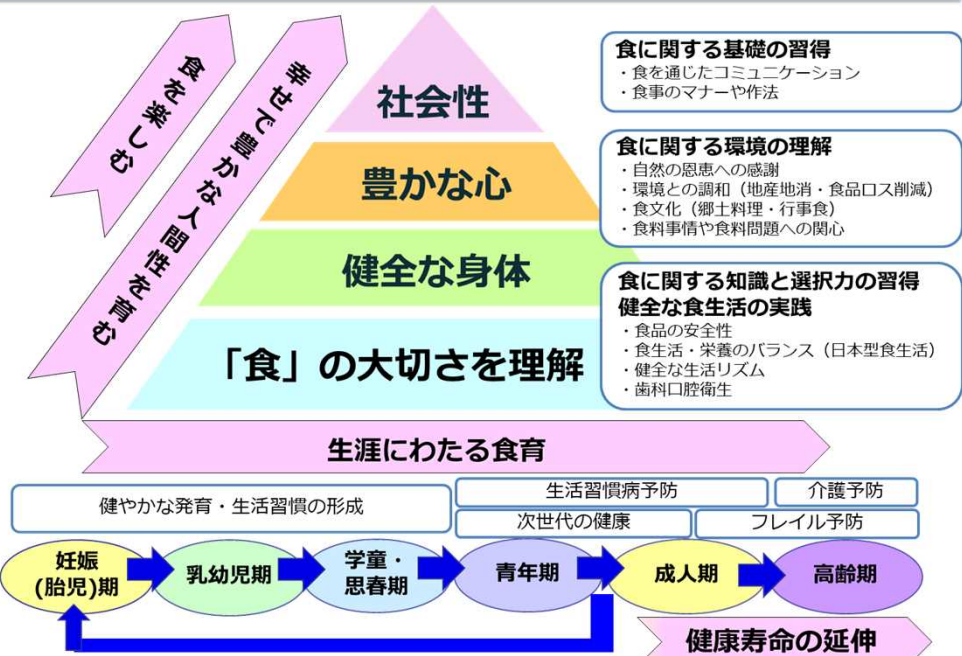 食を楽しむ
幸せで豊かな人間性を育む
社会性
豊かな心
健全な身体
「食」の大切さを理解
食に関する基礎の習得
・食を通じたコミュニケーション
・食事のマナーや作法
食に関する環境の理解
・自然の恩恵への感謝
・環境との調和（地産地消・食品ロス削減）
・食文化（郷土料理・行事食）
・食料事情や食料問題への関心
食に関する知識と選択力の習得
健全な食生活の実践
・食品の安全性
・食生活・栄養のバランス（日本型食生活）
・健全な生活リズム
・歯科口腔衛生
生涯にわたる食育
健やかな発育・生活習慣の形成
生活習慣病予防
介護予防
次世代の健康
フレイル予防
妊娠
(胎児)期
乳幼児期
学童・
思春期
青年期
成人期
高齢期
健康寿命の延伸